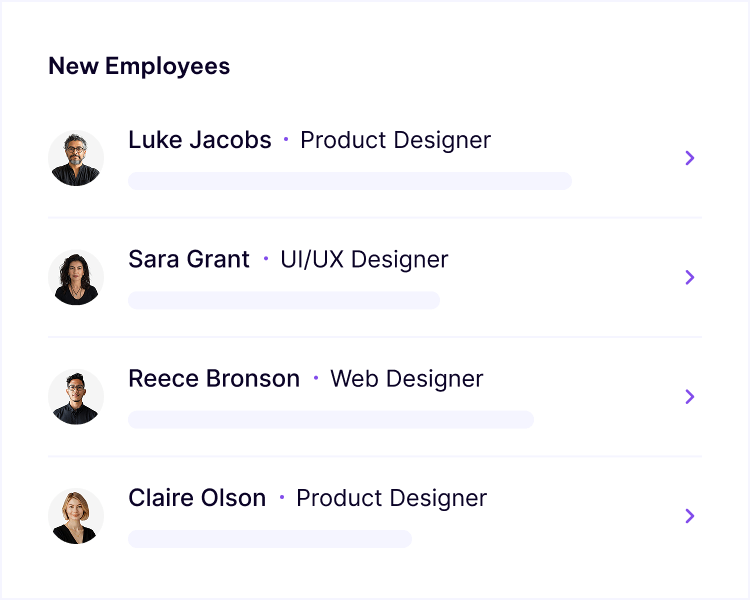 New Employees
Luke Jacobs · Product Designer
Sara Grant · UI/UX Designer
Reece Bronson · Web Designer
Claire Olson · Product Designer